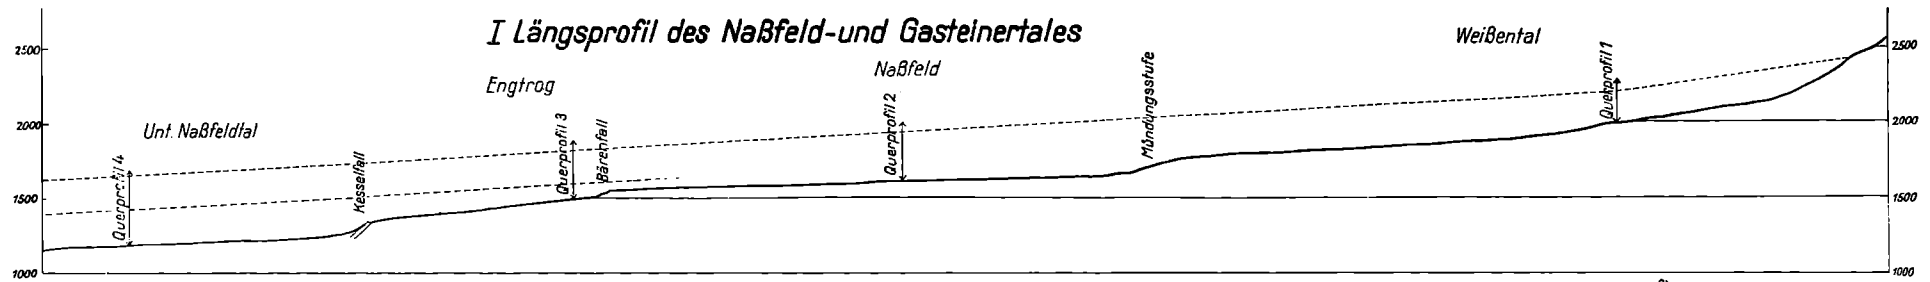 I Längsprofil des Naßfeld-und Gasteinertales
Weißental
Naßfeld
Engtrog
Unt. Naßfeldtal
Querprofil 4
Kesselfall
Querprofil 3
Bärenfall
Querprofil 2
Mündungsstufe
Querprofil 1
2500
2000
1500
1000
2500
2000
1500
1000